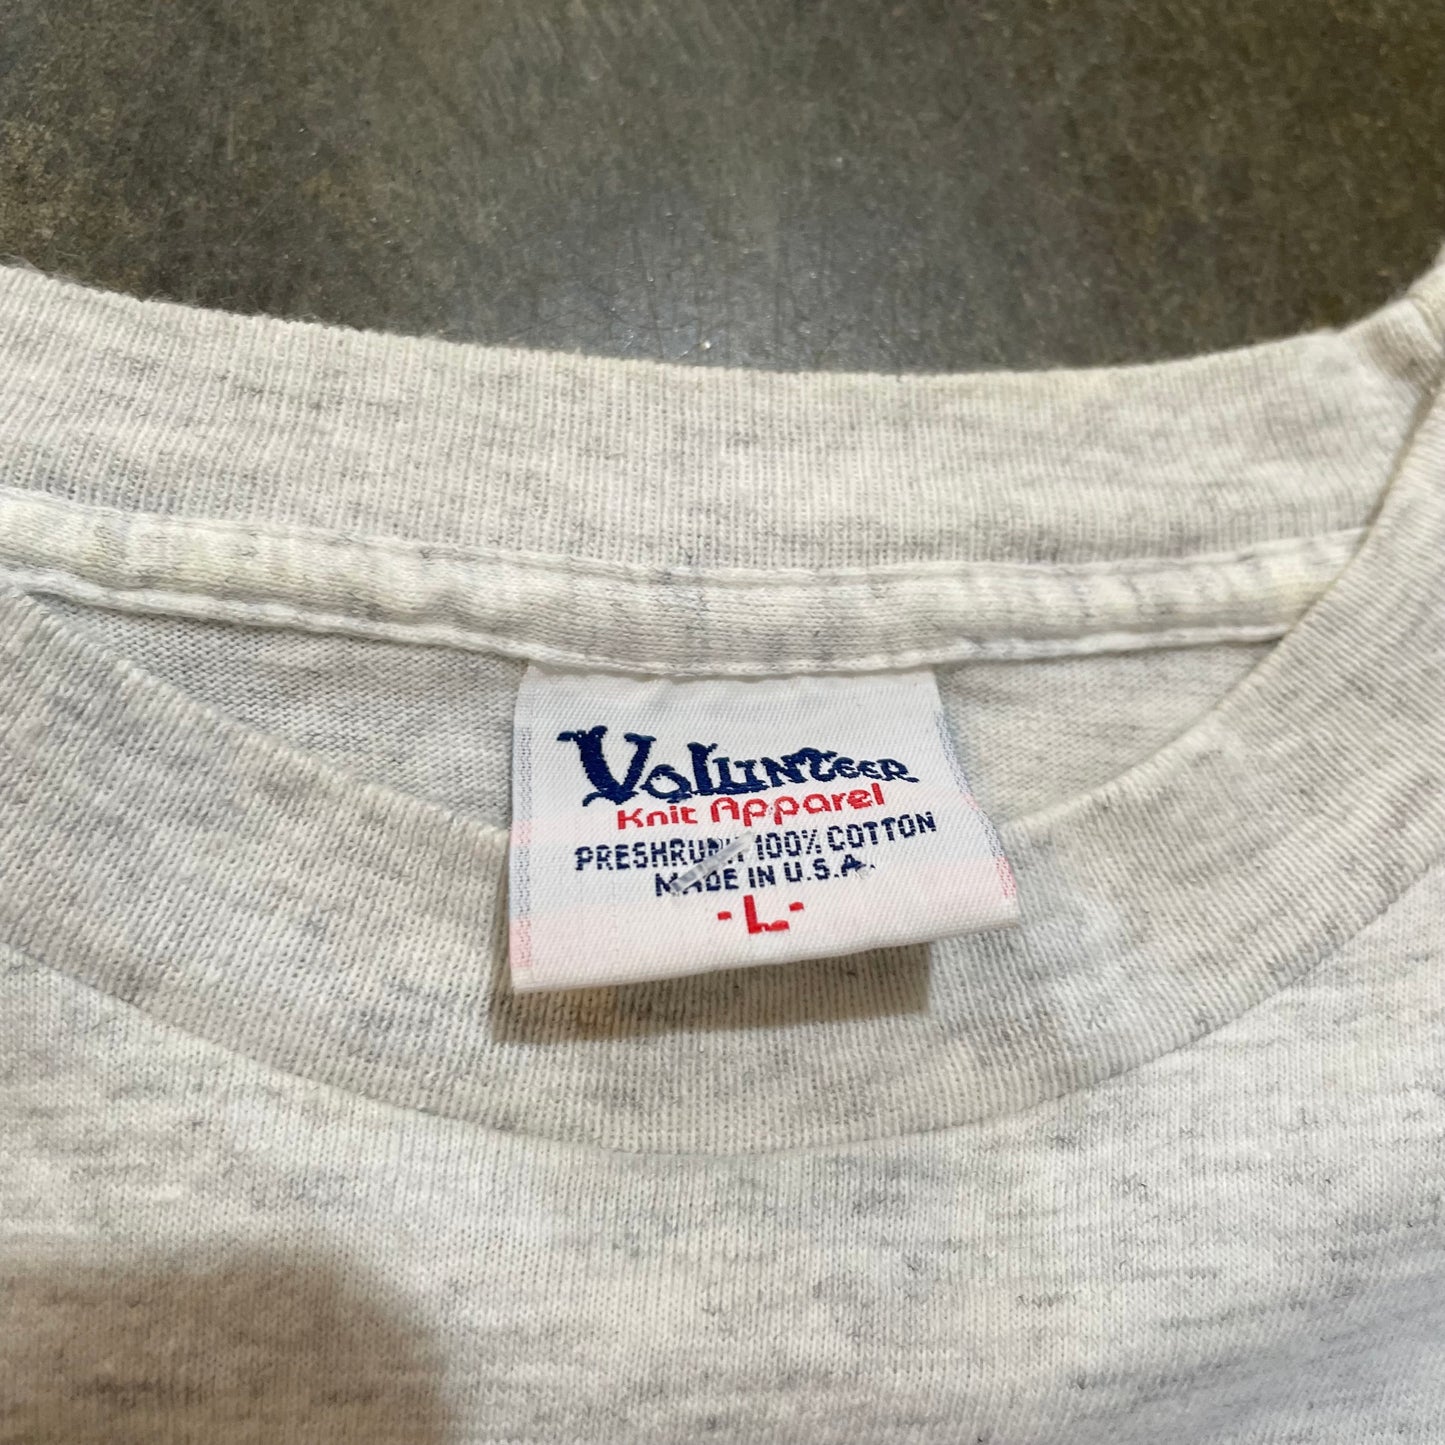 Volunteer
Knit Apparel
PRESHRUNK 100% COTTON
MADE IN U.S.A.
-L-